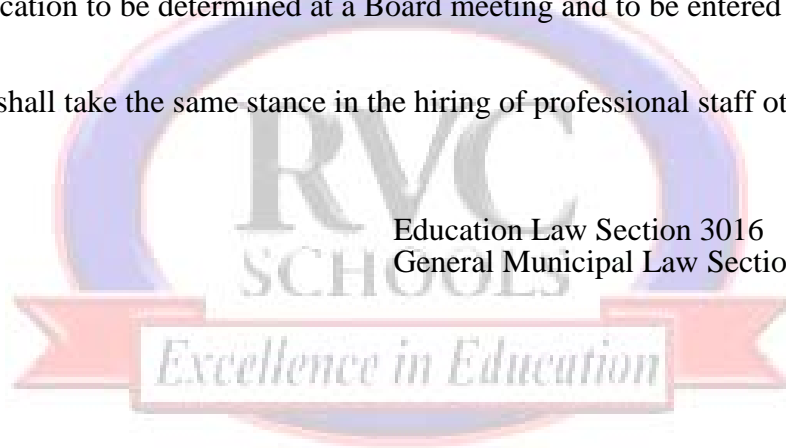 cation to be determined at a Board meeting and to be entered
shall take the same stance in the hiring of professional staff ot
RVC
Education Law Section 3016
SCHOOLS
General Municipal Law Sectio
Excellence in Education